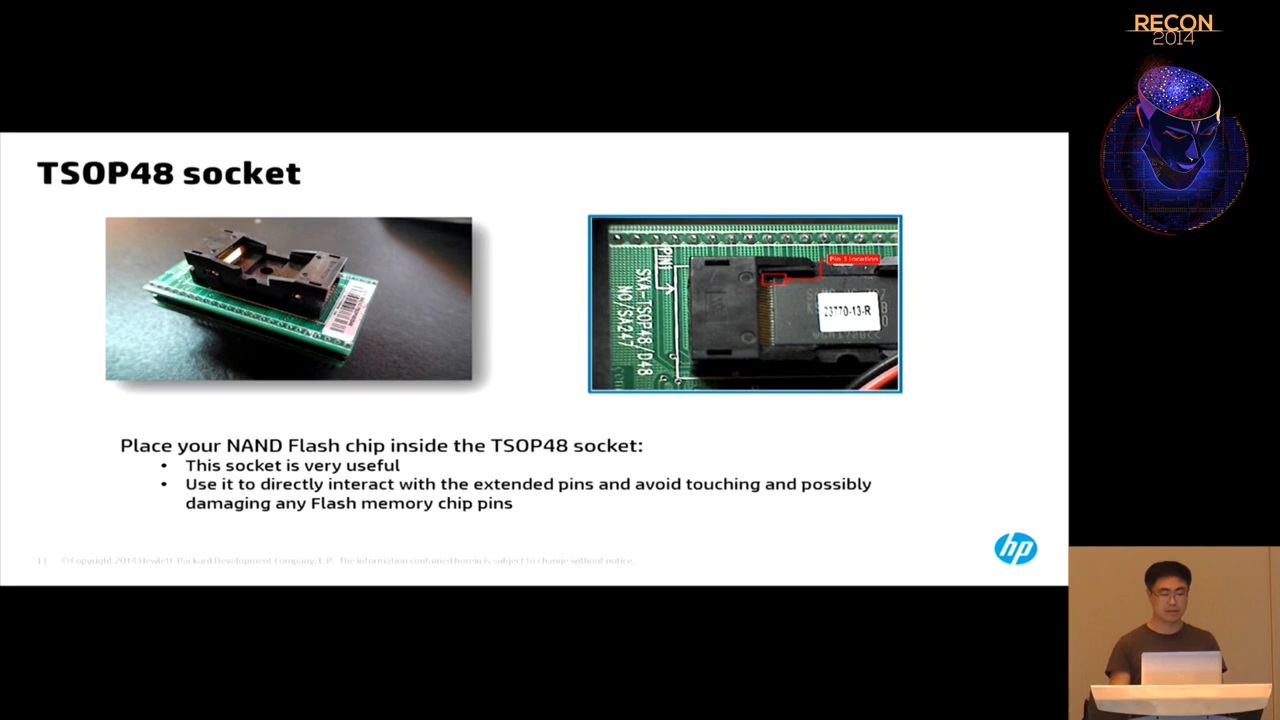 RECON
2014
TSOP48 socket
PIN1
SXA-TSOP48/D48
NO/SA247
Pin 1 location
23770-13-R
Place your NAND Flash chip inside the TSOP48 socket:
• This socket is very useful
• Use it to directly interact with the extended pins and avoid touching and possibly
damaging any Flash memory chip pins
11 © Copyright 2014 Hewlett-Packard Development Company, L.P. The information contained herein is subject to change without notice.
hp